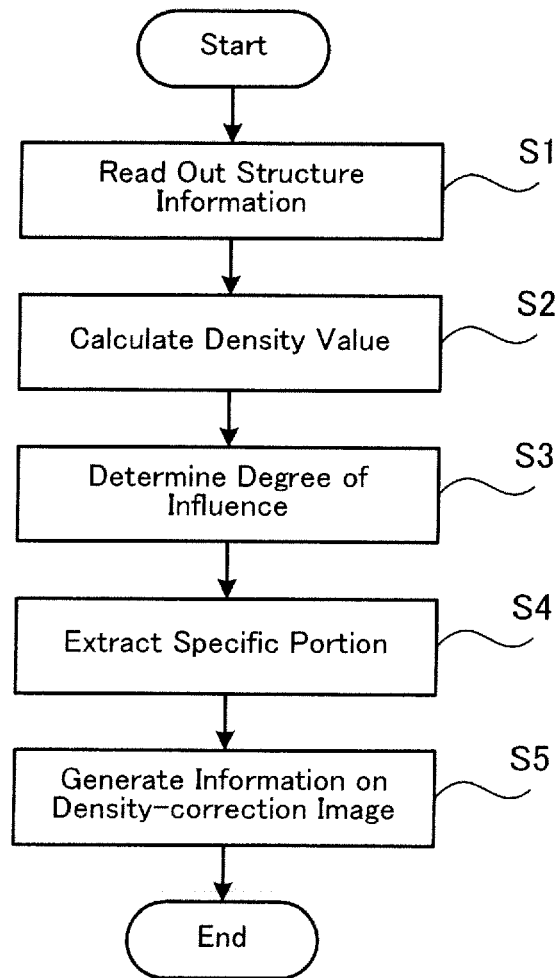 Start
Read Out Structure
Information
S1
Calculate Density Value
S2
Determine Degree of
Influence
S3
Extract Specific Portion
S4
Generate Information on
Density-correction Image
S5
End